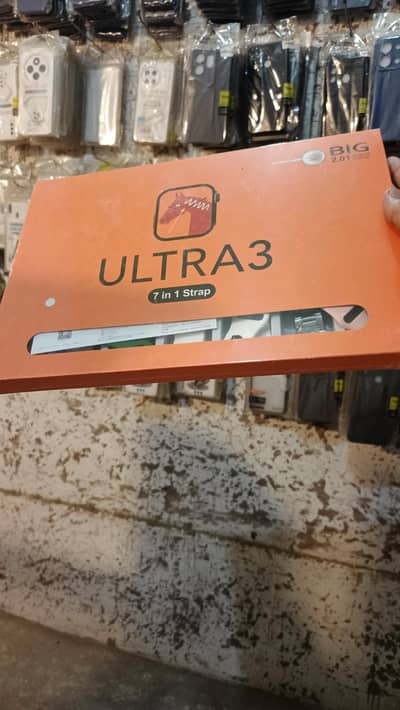 BIG
2.01
ULTRA3
7 in 1 Strap